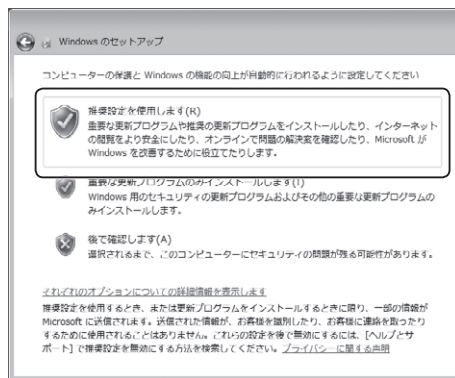 Windows のセットアップ
コンピューターの保護と Windows の機能の向上が自動的に行われるように設定してください
推奨設定を使用します(R)
重要な更新プログラムや推奨の更新プログラムをインストールしたり、インターネット
の閲覧をより安全にしたり、オンラインで問題の解決策を確認したり、Microsoft が
Windows を改善するために役立てたりします。
重要な更新プログラムのみインストールします(I)
Windows 用のセキュリティの更新プログラムおよびその他の重要な更新プログラムの
みインストールします。
後で確認します(A)
選択されるまで、このコンピューターにセキュリティの問題が残る可能性があります。
それぞれのオプションについての詳細情報を表示します
推奨設定を使用するとき、または更新プログラムをインストールするときに限り、一部の情報が
Microsoft に送信されます。送信された情報が、お客様を識別したり、お客様に連絡を取ったり
するために使用されることはありません。これらの設定を後で無効にするには、[ヘルプとサ
ポート] で推奨設定を無効にする方法を検索してください。プライバシーに関する声明